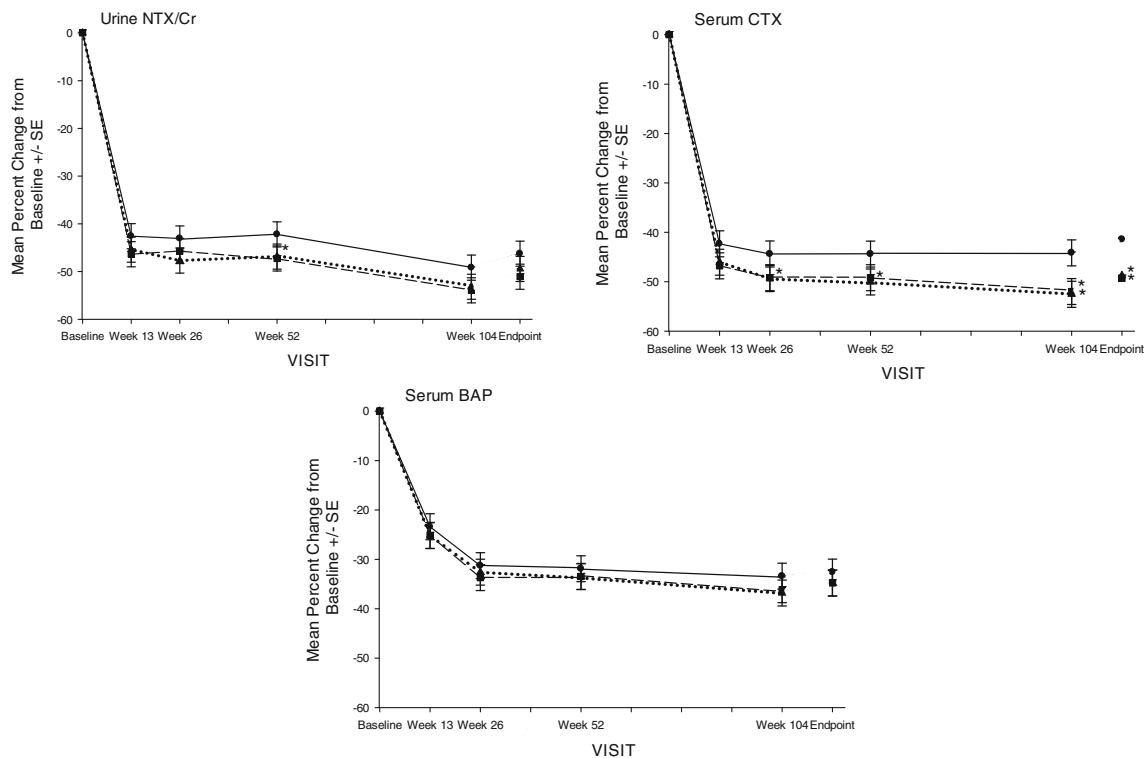 Urine NTX/Cr
Mean Percent Change from
Baseline +/- SE
0
-10
-20
-30
-40
-50
-60
*
Baseline Week 13 Week 26 Week 52 Week 104 Endpoint
VISIT
Serum CTX
Mean Percent Change from
Baseline +/- SE
0
-10
-20
-30
-40
-50
-60
* * * * * *
Baseline Week 13 Week 26 Week 52 Week 104 Endpoint
VISIT
Serum BAP
Mean Percent Change from
Baseline +/- SE
0
-10
-20
-30
-40
-50
-60
Baseline Week 13 Week 26 Week 52 Week 104 Endpoint
VISIT